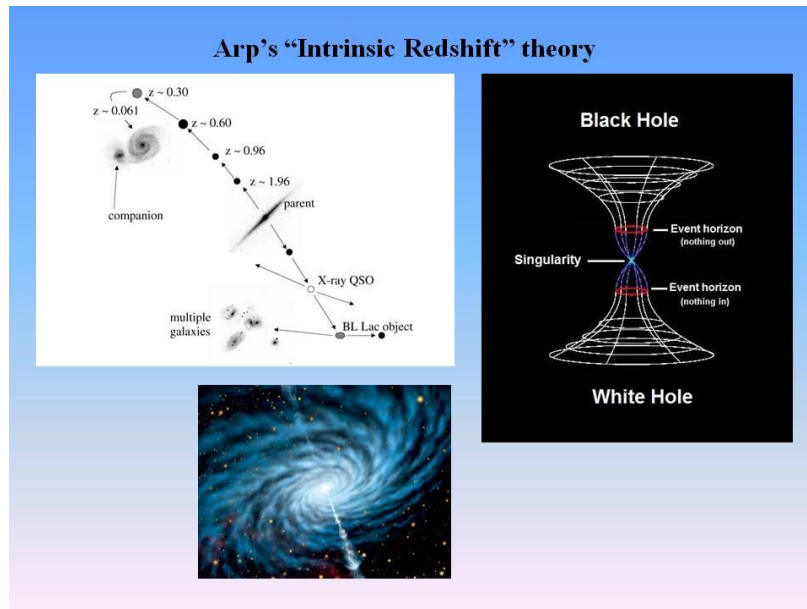 Arp's “Intrinsic Redshift” theory
z ~ 0.30
z ~ 0.061
z ~ 0.60
z ~ 0.96
z ~ 1.96
companion
parent
X-ray QSO
multiple
galaxies
BL Lac object
Black Hole
Event horizon
(nothing out)
Singularity
Event horizon
(nothing in)
White Hole